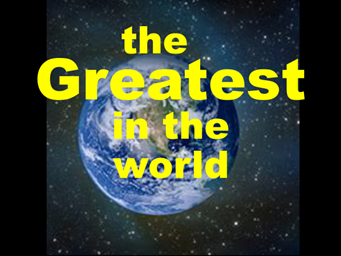 the
Greatest
in the
world